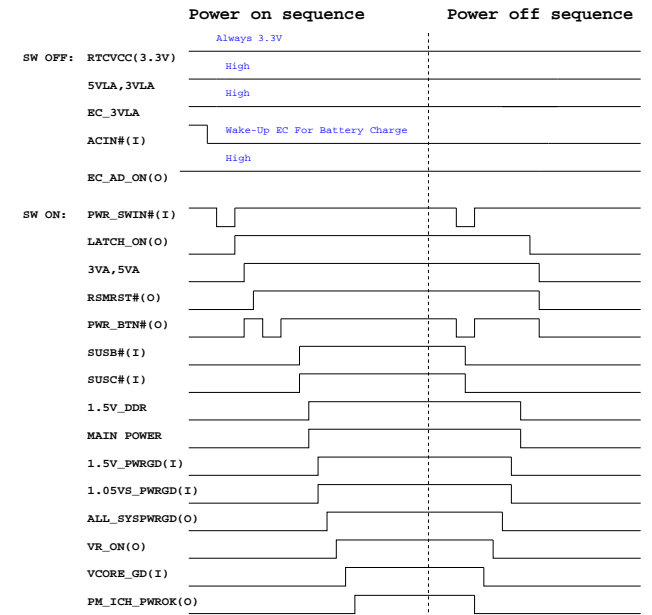 Power on sequence Power off sequence
Always 3.3V
SW OFF: RTCVCC(3.3V)
High
5VLA,3VLA
High
EC_3VLA
Wake-Up EC For Battery Charge
ACIN#(I)
High
EC_AD_ON(O)
SW ON: PWR_SWIN#(I)
LATCH_ON(O)
3VA,5VA
RSMRST#(O)
PWR_BTN#(O)
SUSB#(I)
SUSC#(I)
1.5V_DDR
MAIN POWER
1.5V_PWRGD(I)
1.05VS_PWRGD(I)
ALL_SYSPWRGD(O)
VR_ON(O)
VCORE_GD(I)
PM_ICH_PWROK(O)